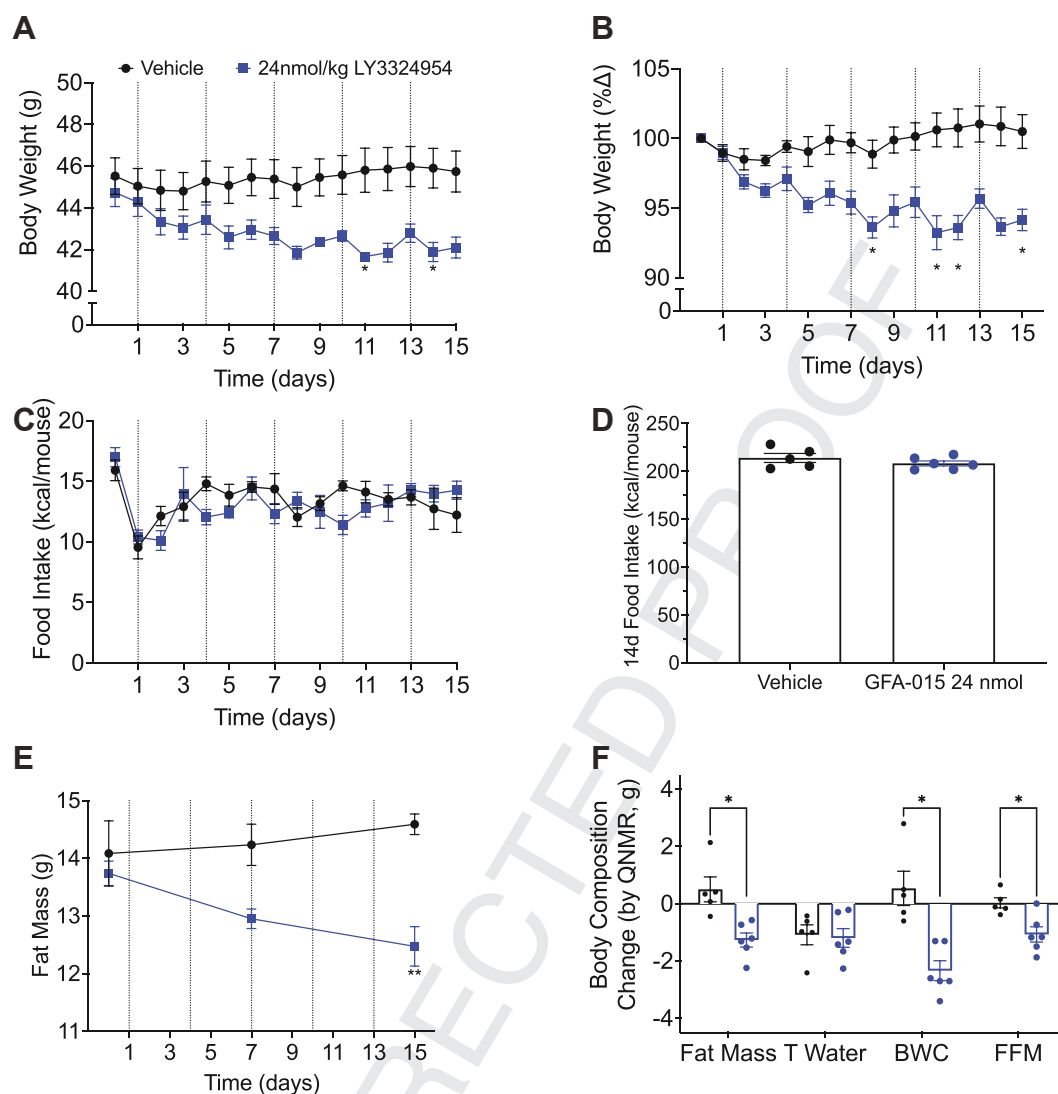 A
Vehicle
24nmol/kg LY3324954
Body Weight (g)
50
48
46
44
42
40
0
*
*
1 3 5 7 9 11 13 15
Time (days)
B
Body Weight (%Δ)
105
100
95
90
0
*
* *
*
1 3 5 7 9 11 13 15
Time (days)
C
Food Intake (kcal/mouse)
20
15
10
5
0
1 3 5 7 9 11 13 15
Time (days)
D
14d Food Intake (kcal/mouse)
250
200
150
100
50
0
Vehicle
GFA-015 24 nmol
E
Fat Mass (g)
15
14
13
12
11
**
1 3 5 7 9 11 13 15
Time (days)
F
Body Composition
Change (by QNMR, g)
4
2
0
-2
-4
*
*
*
Fat Mass T Water BWC FFM
RECTED PROOF